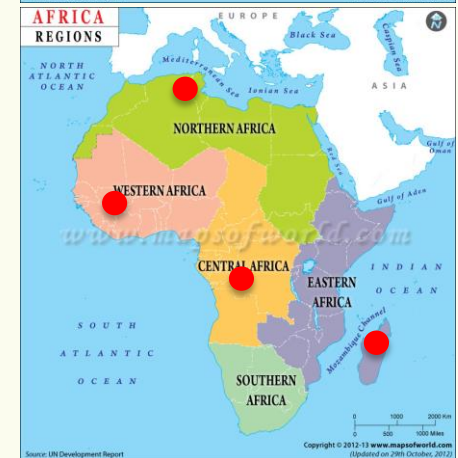 AFRICA
REGIONS
EUROPE
Black Sea
Caspian Sea
NORTH
ATLANTIC
OCEAN
Mediterranean Sea
Ionian Sea
ASIA
NORTHERN AFRICA
Red Sea
Gulf of
Oman
Gulf of Aden
WESTERN AFRICA
www.mapsofworld.com
CENTRAL AFRICA
EASTERN
AFRICA
INDIAN
OCEAN
SOUTH
ATLANTIC
OCEAN
Mozambique Channel
SOUTHERN
AFRICA
0 1000 2000 Km
0 500 1000 Miles
Copyright © 2012-13 www.mapsofworld.com
(Updated on 29th October, 2012)
Source: UN Development Report